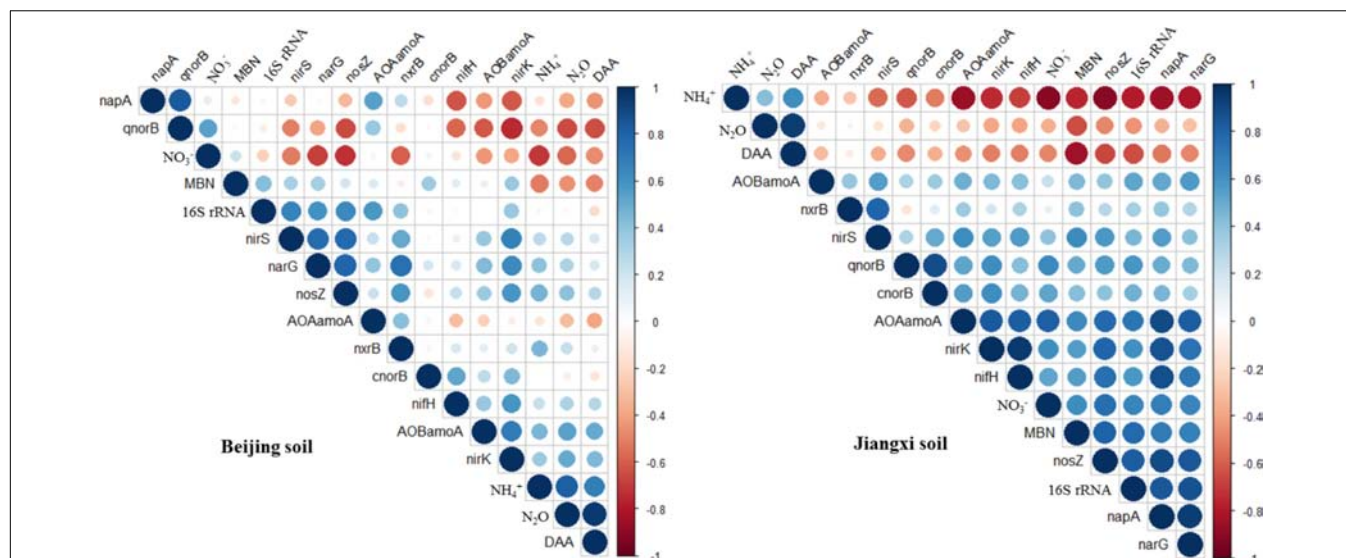 napA qnorB NO₃⁻ MBN 16S rRNA nirS narG nosZ AOAamoA nxrB cnorB nifH AOBamoA nirK NH₄⁺ N₂O DAA
napA
qnorB
NO₃⁻
MBN
16S rRNA
nirS
narG
nosZ
AOAamoA
nxrB
cnorB
nifH
AOBamoA
nirK
NH₄⁺
N₂O
DAA
1
0.8
0.6
0.4
0.2
0
-0.2
-0.4
-0.6
-0.8
-1
Beijing soil
NH₄⁺ N₂O DAA AOBamoA nxrB nirS qnorB cnorB AOAamoA nirK nifH NO₃⁻ MBN nosZ 16S rRNA napA narG
NH₄⁺
N₂O
DAA
AOBamoA
nxrB
nirS
qnorB
cnorB
AOAamoA
nirK
nifH
NO₃⁻
MBN
nosZ
16S rRNA
napA
narG
1
0.8
0.6
0.4
0.2
0
-0.2
-0.4
-0.6
-0.8
-1
Jiangxi soil